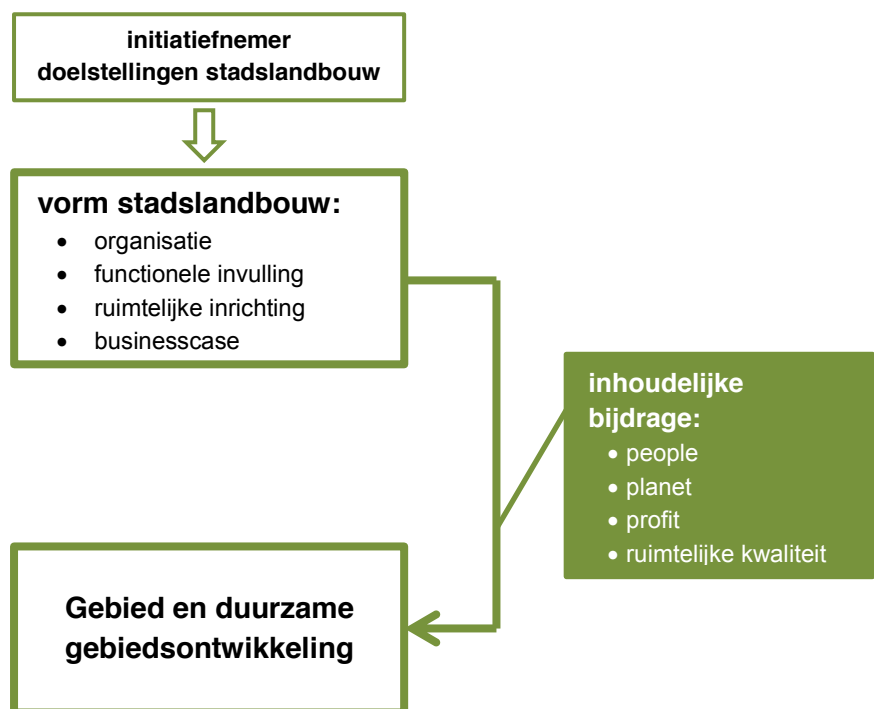 initiatiefnemer
doelstellingen stadslandbouw
vorm stadslandbouw:
• organisatie
• functionele invulling
• ruimtelijke inrichting
• businesscase
inhoudelijke
bijdrage:
• people
• planet
• profit
• ruimtelijke kwaliteit
Gebied en duurzame
gebiedsontwikkeling